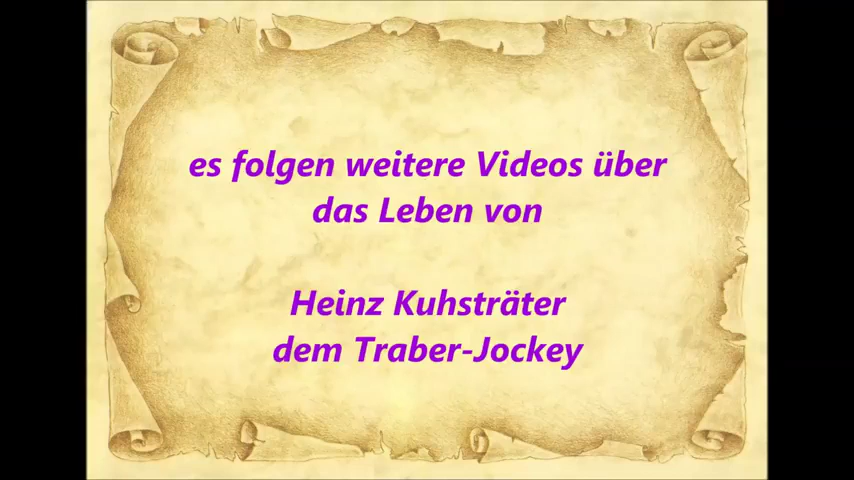 es folgen weitere Videos über
das Leben von
Heinz Kuhsträter
dem Traber-Jockey